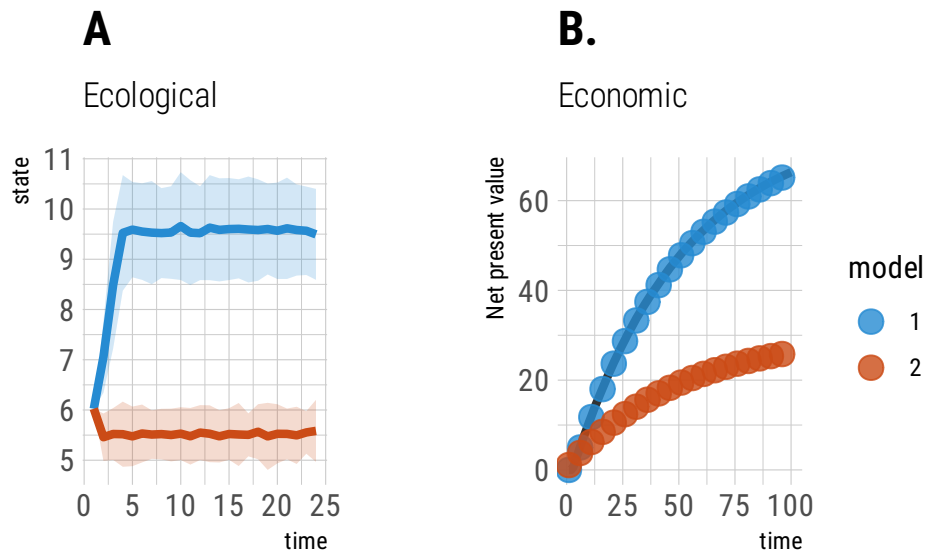 A
Ecological
state
11
10
9
8
7
6
5
0 5 10 15 20 25
time
B.
Economic
Net present value
60
40
20
0
0 25 50 75 100
time
model
1
2